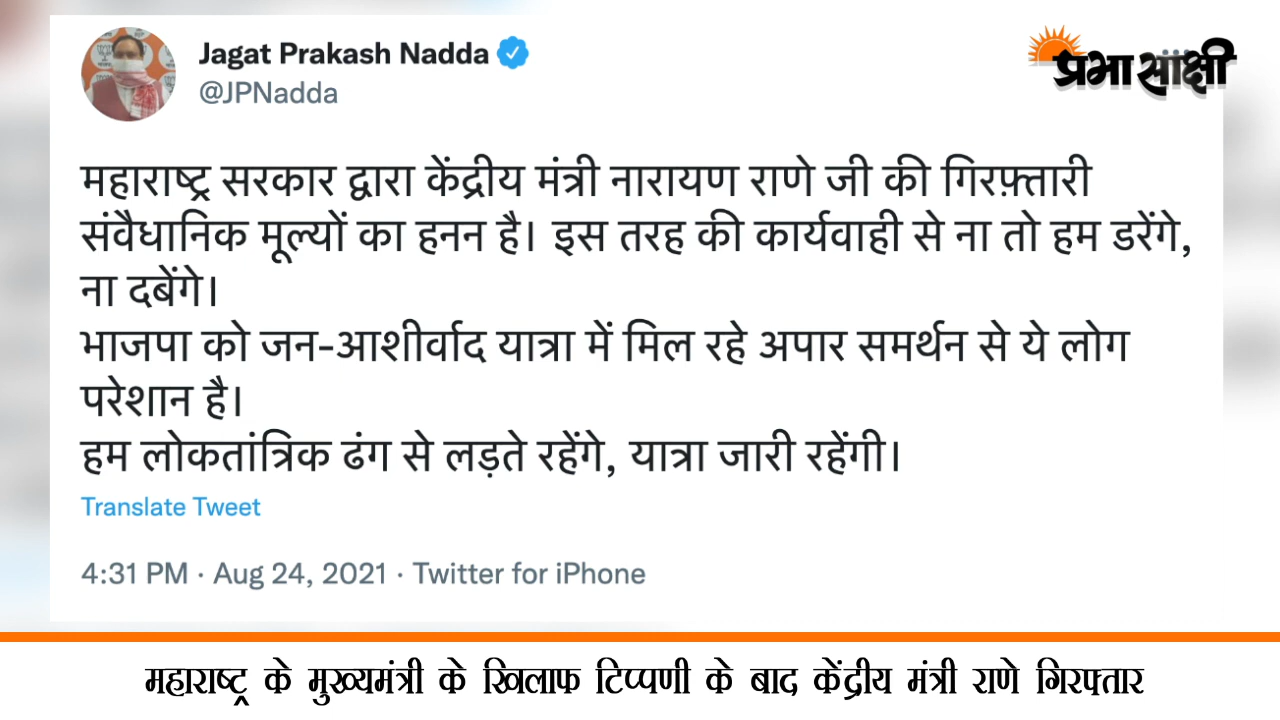 Jagat Prakash Nadda
@JPNadda
प्रभासाक्षी
महाराष्ट्र सरकार द्वारा केंद्रीय मंत्री नारायण राणे जी की गिरफ़्तारी
संवैधानिक मूल्यों का हनन है। इस तरह की कार्यवाही से ना तो हम डरेंगे,
ना दबेंगे।
भाजपा को जन-आशीर्वाद यात्रा में मिल रहे अपार समर्थन से ये लोग
परेशान है।
हम लोकतांत्रिक ढंग से लड़ते रहेंगे, यात्रा जारी रहेंगी।
Translate Tweet
4:31 PM · Aug 24, 2021 · Twitter for iPhone
महाराष्ट्र के मुख्यमंत्री के खिलाफ टिप्पणी के बाद केंद्रीय मंत्री राणे गिरफ्तार